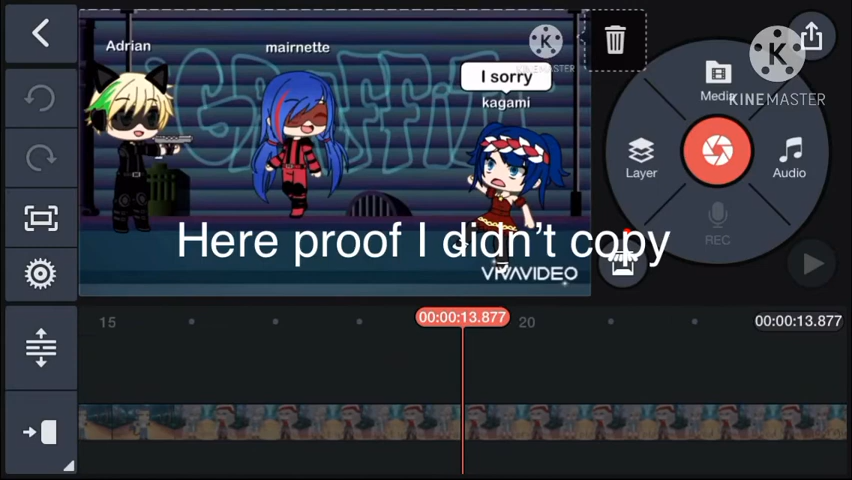 Adrian
mairnette
I sorry
kagami
GRAFFITI
K
KINEMASTER
Media
K
KINEMASTER
Layer
Audio
REC
Here proof I didn't copy
VIVAVIDEO
15
00:00:13.877
20
00:00:13.877